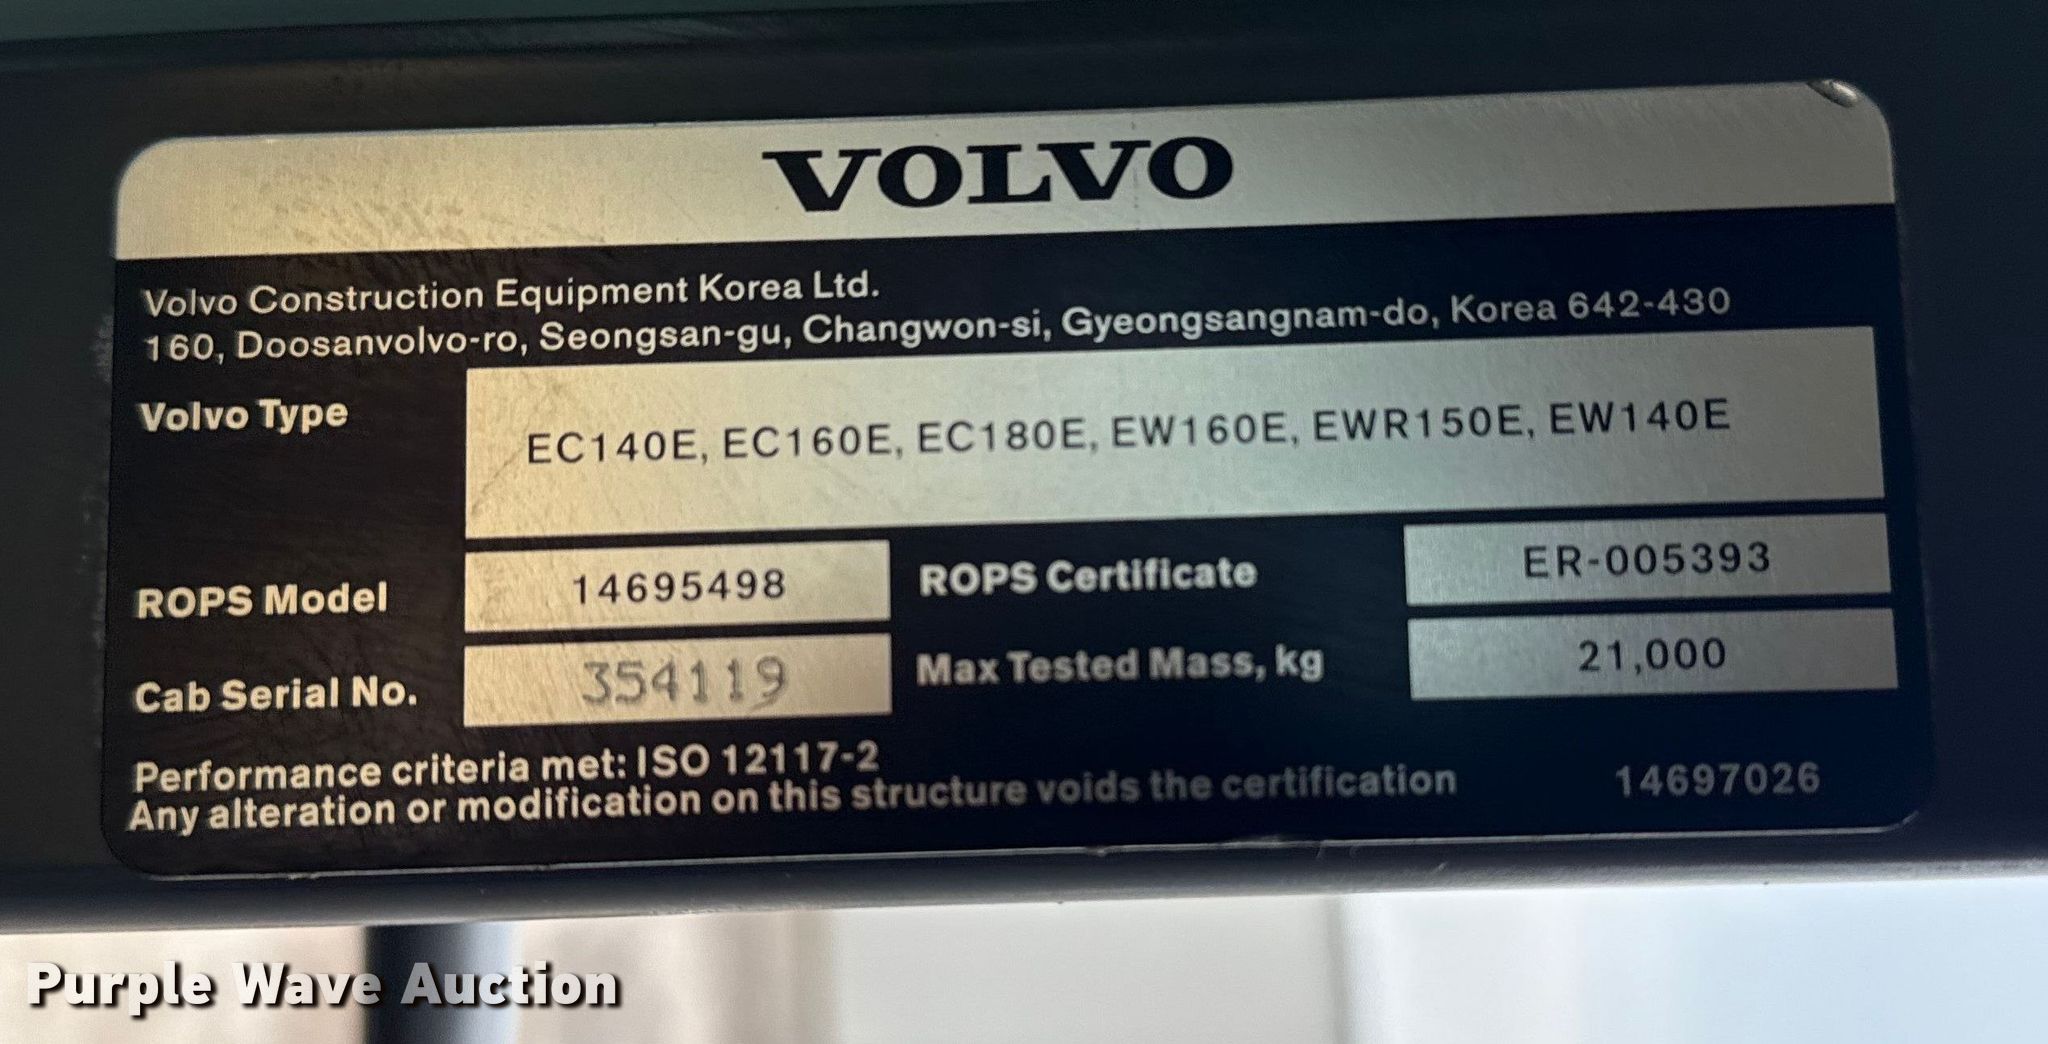 VOLVO
Volvo Construction Equipment Korea Ltd.
160, Doosanvolvo-ro, Seongsan-gu, Changwon-si, Gyeongsangnam-do, Korea 642-430
Volvo Type
EC140E, EC160E, EC180E, EW160E, EWR150E, EW140E
ROPS Model 14695498 ROPS Certificate ER-005393
Cab Serial No. 354119 Max Tested Mass, kg 21,000
Performance criteria met: ISO 12117-2
Any alteration or modification on this structure voids the certification 14697026
Purple Wave Auction